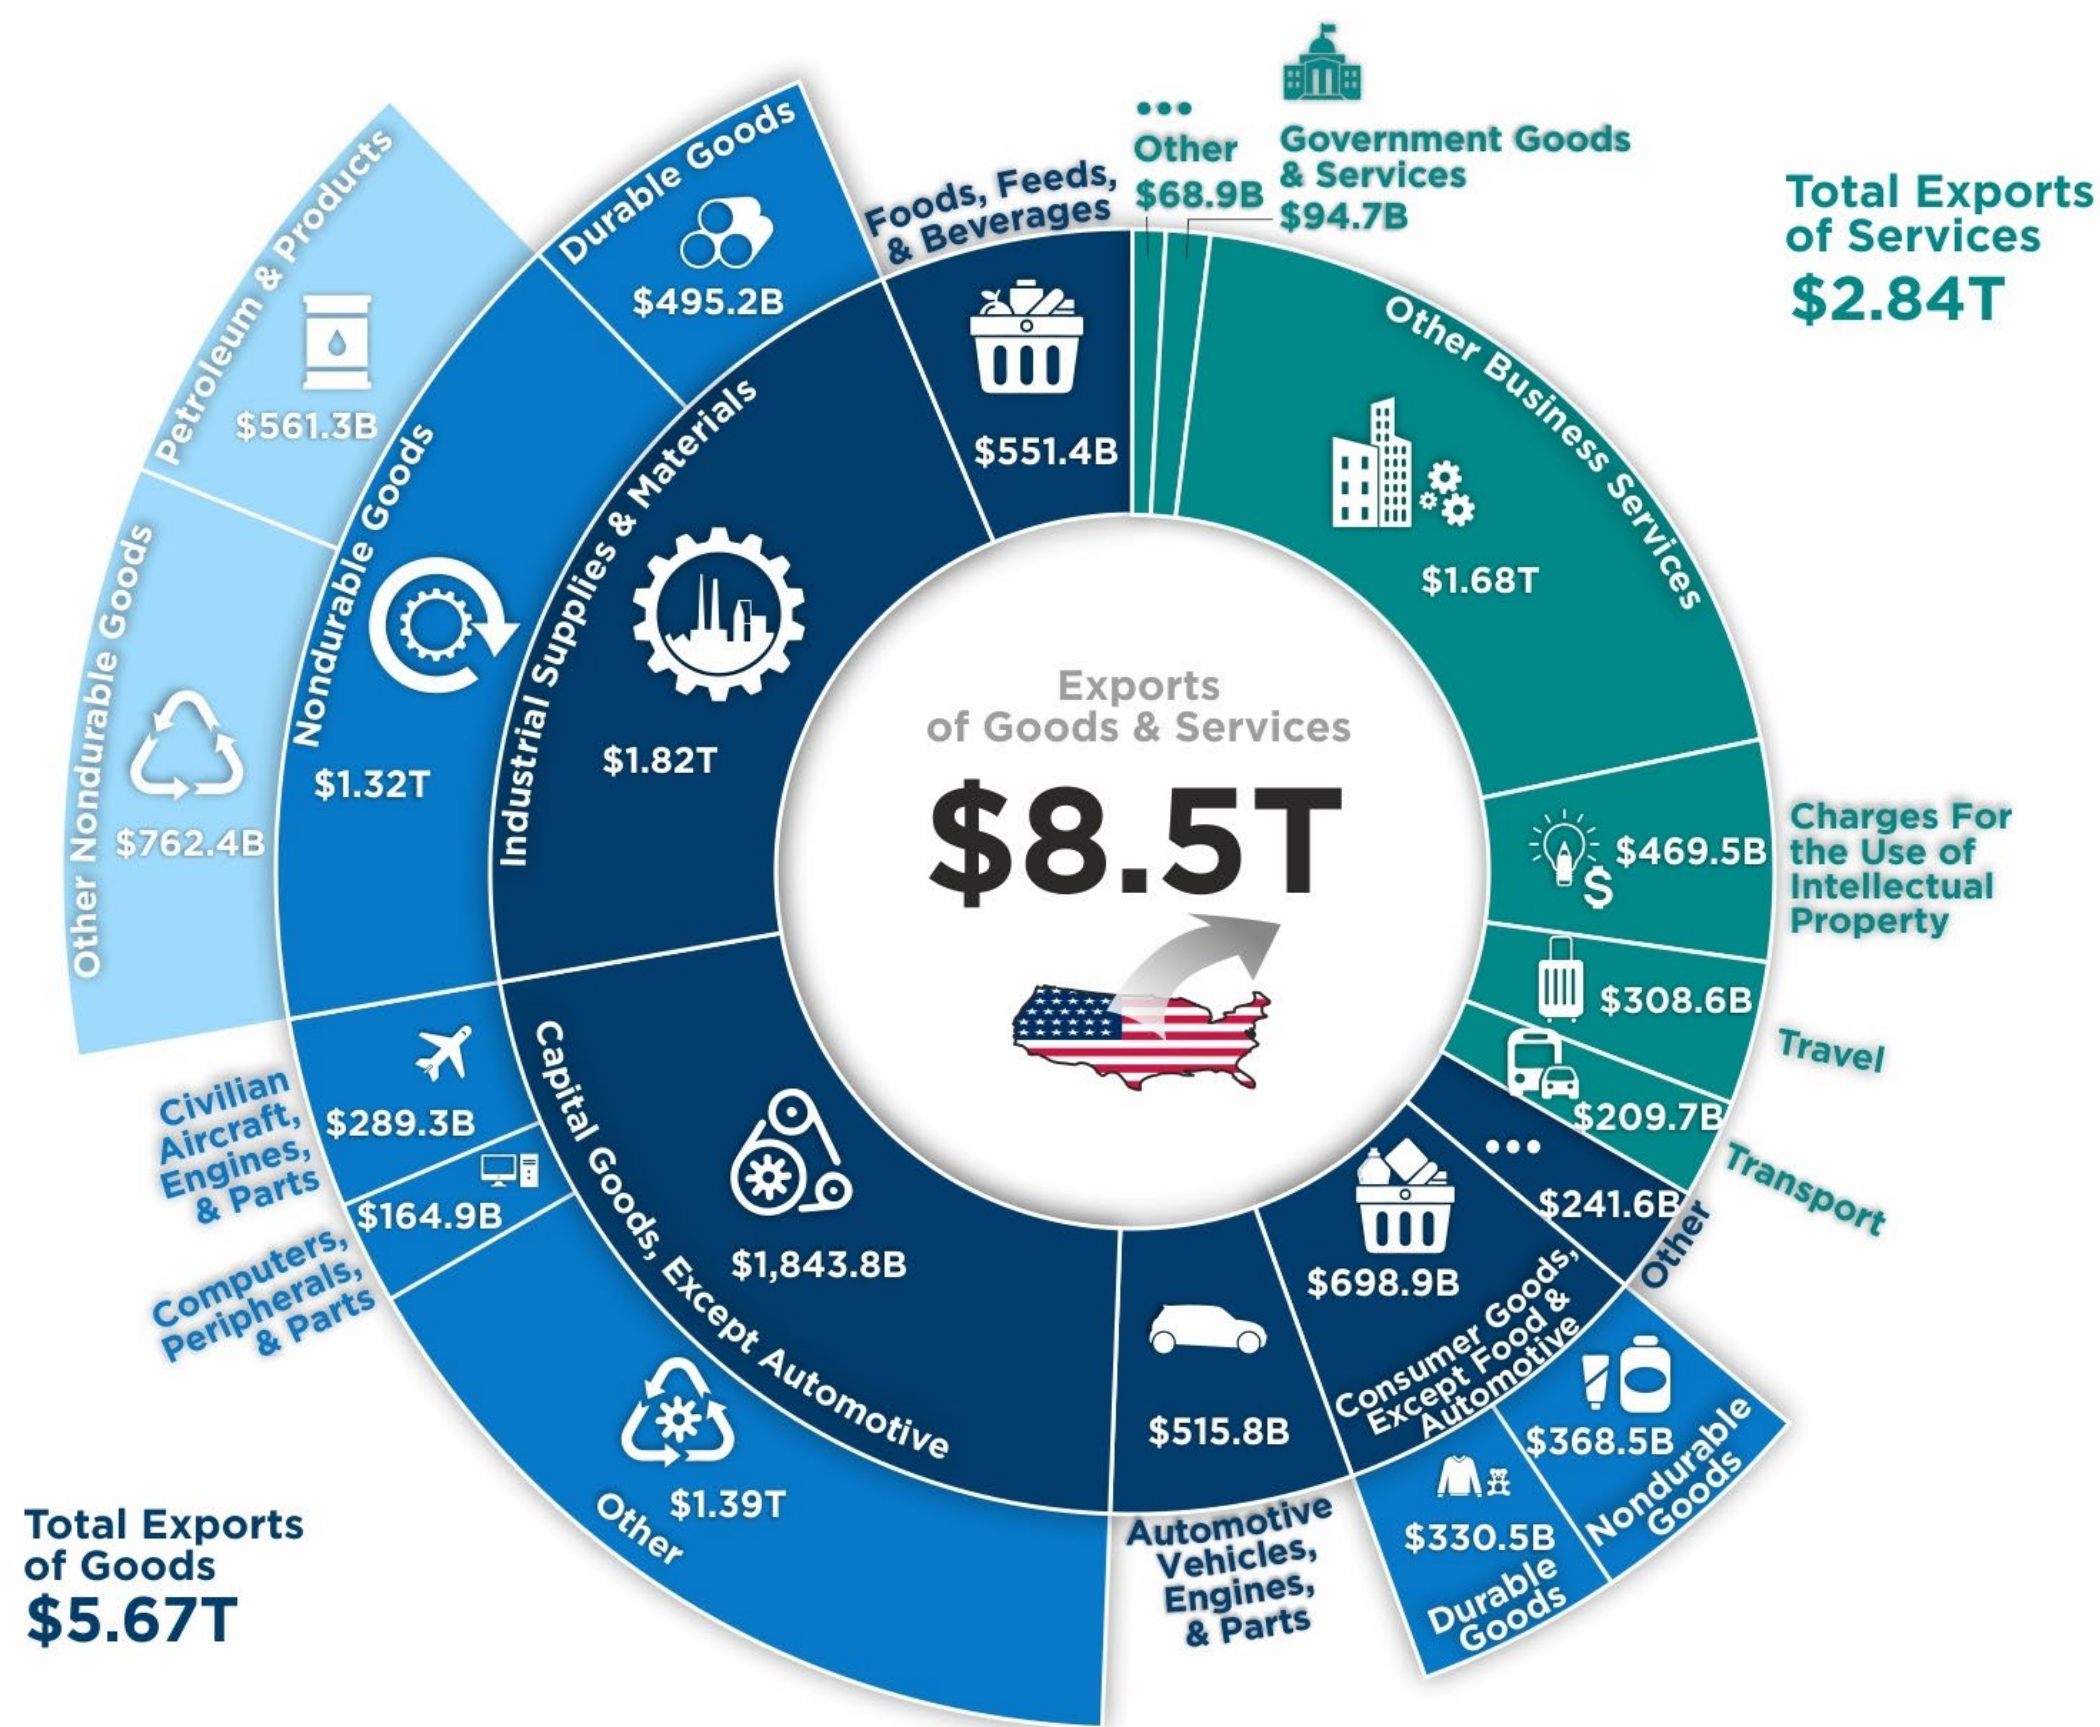 Other
$68.9B
Government Goods
& Services
$94.7B
Total Exports
of Services
$2.84T
Other Business Services
$1.68T
Charges For
the Use of
Intellectual
Property
$469.5B
$
Travel
$308.6B
Transport
$209.7B
Other
$241.6B
Consumer Goods,
Except Food &
Automotive
$698.9B
Nondurable
Goods
$368.5B
Durable
Goods
$330.5B
Automotive
Vehicles,
Engines,
& Parts
$515.8B
Capital Goods, Except Automotive
$1,843.8B
Other
$1.39T
Computers,
Peripherals,
& Parts
$164.9B
Civilian
Aircraft,
Engines,
& Parts
$289.3B
Industrial Supplies & Materials
$1.82T
Nondurable Goods
$1.32T
Other Nondurable Goods
$762.4B
Petroleum & Products
$561.3B
Durable Goods
$495.2B
Foods, Feeds,
& Beverages
$551.4B
Exports
of Goods & Services
$8.5T
Total Exports
of Goods
$5.67T